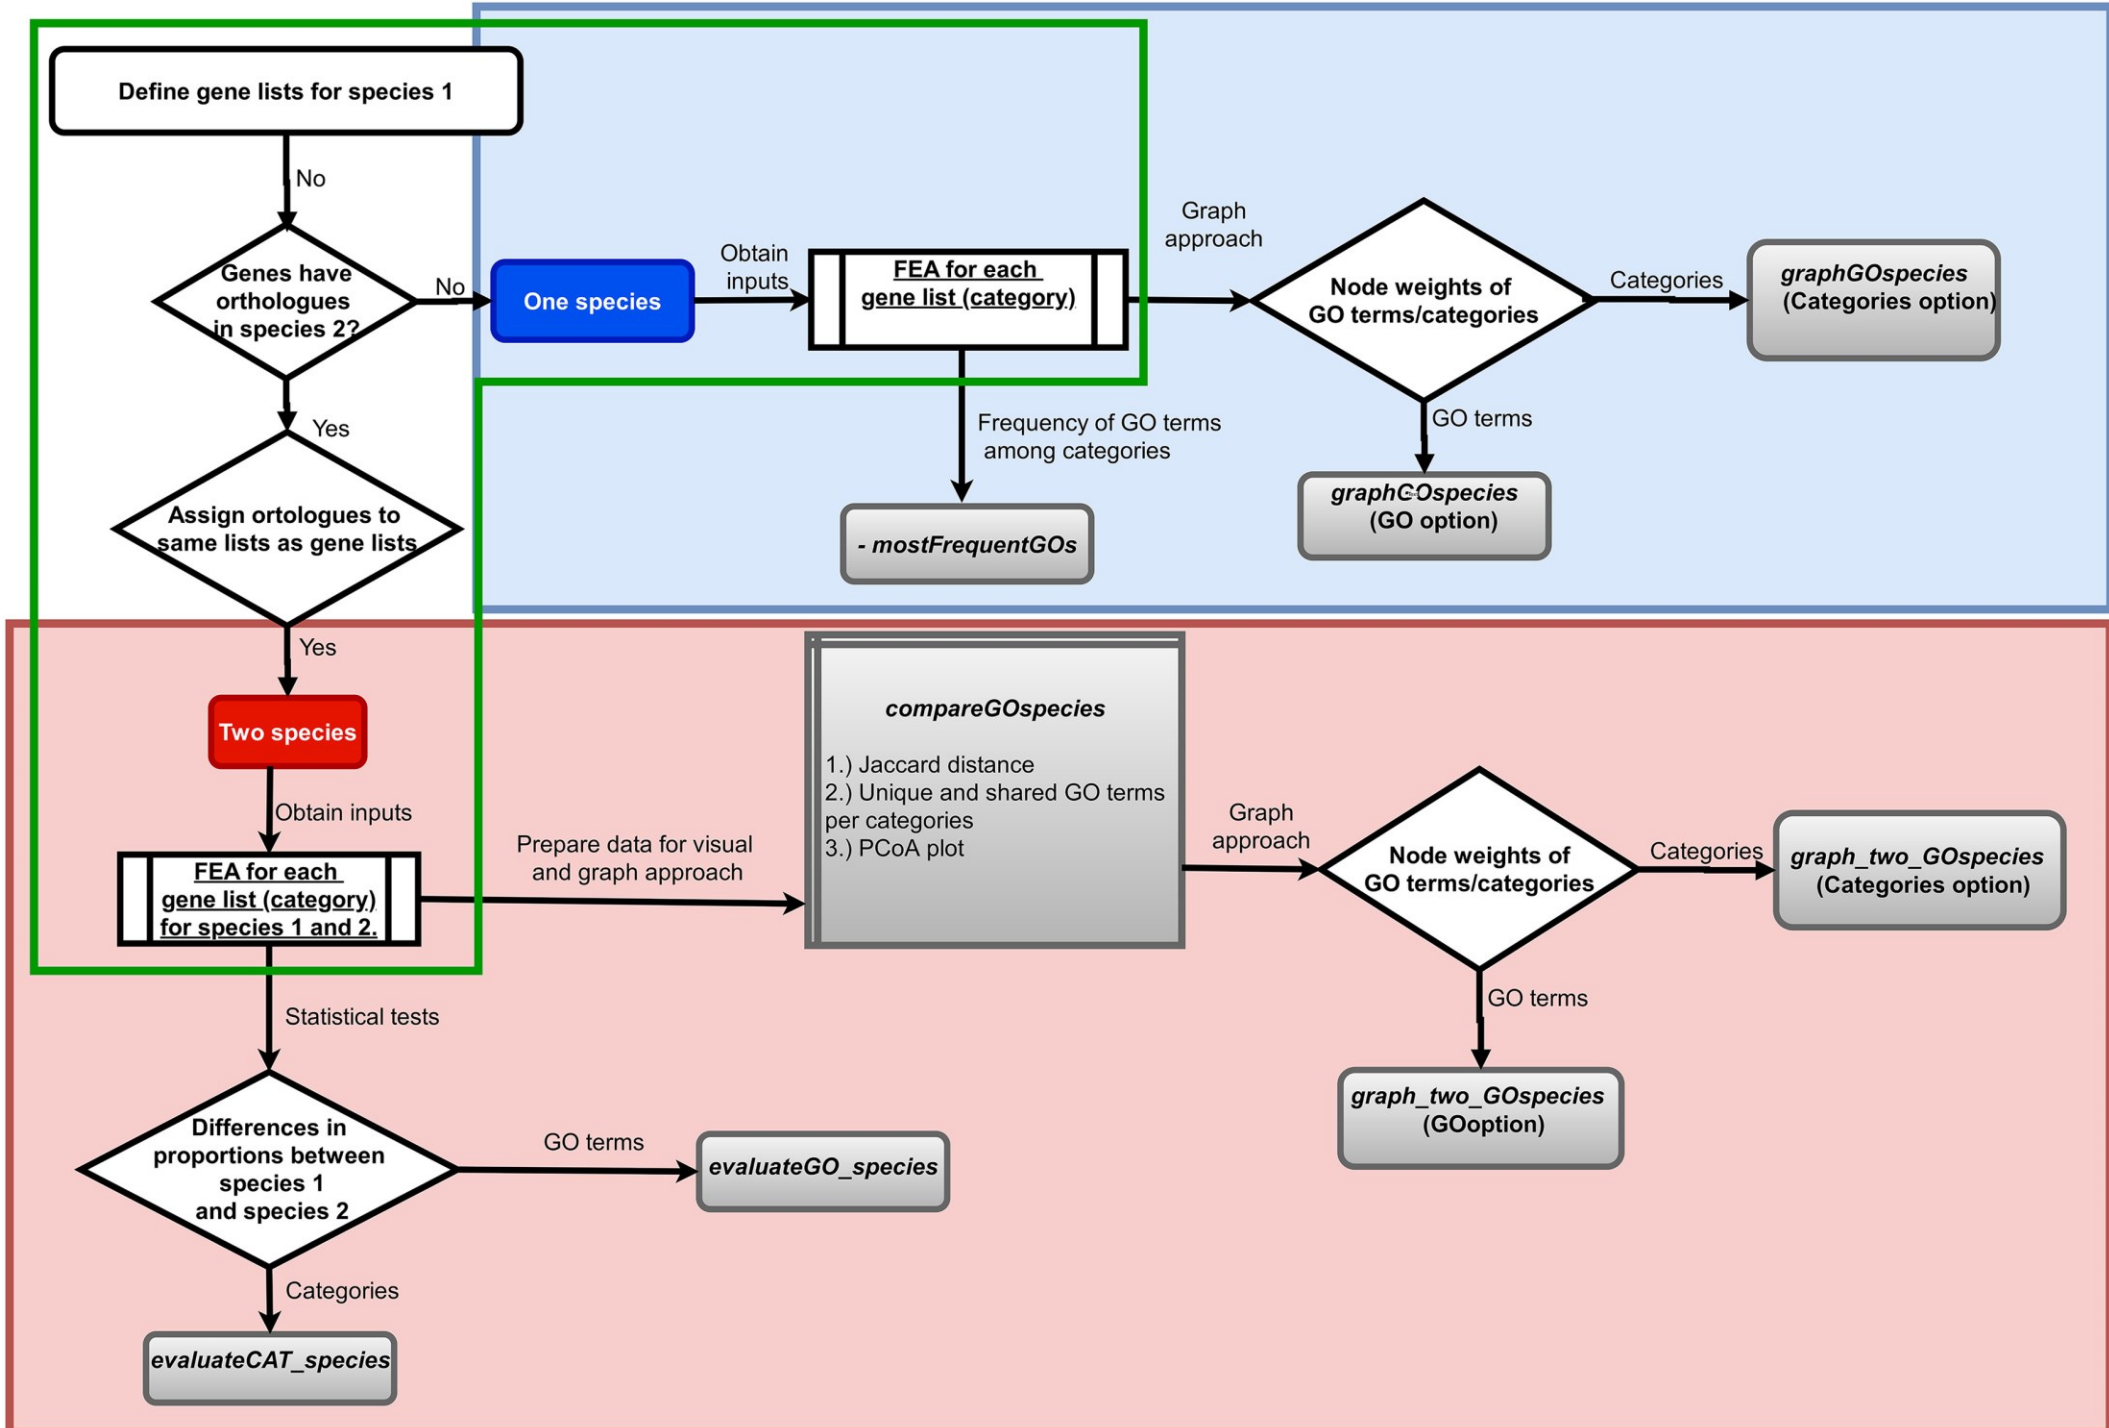 Define gene lists for species 1
No
Genes have
orthologues
in species 2?
No
One species
Obtain
inputs
FEA for each
gene list (category)
Graph
approach
Node weights of
GO terms/categories
Categories
graphGOspecies
(Categories option)
GO terms
graphGOspecies
(GO option)
Frequency of GO terms
among categories
- mostFrequentGOs
Yes
Assign ortologues to
same lists as gene lists
Yes
Two species
Obtain inputs
FEA for each
gene list (category)
for species 1 and 2.
Prepare data for visual
and graph approach
compareGOspecies
1.) Jaccard distance
2.) Unique and shared GO terms
per categories
3.) PCoA plot
Graph
approach
Node weights of
GO terms/categories
Categories
graph_two_GOspecies
(Categories option)
GO terms
graph_two_GOspecies
(GOoption)
Statistical tests
Differences in
proportions between
species 1
and species 2
GO terms
evaluateGO_species
Categories
evaluateCAT_species